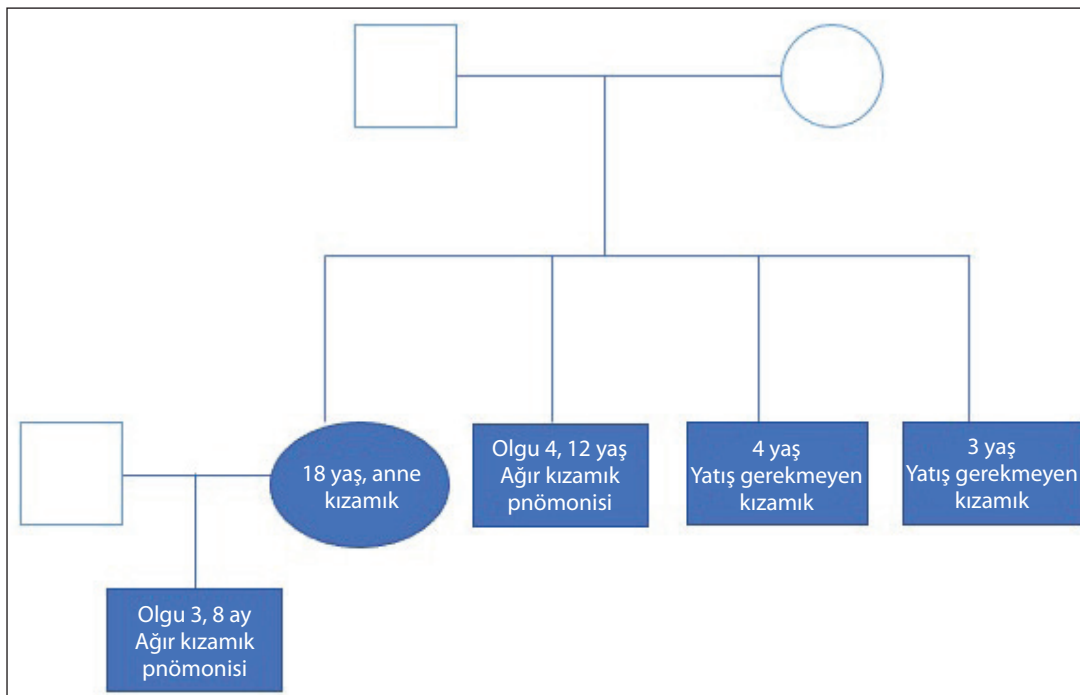 18 yaş, anne
kızamık
Olgu 4, 12 yaş
Ağır kızamık
pnömonisi
4 yaş
Yatış gerekmeyen
kızamık
3 yaş
Yatış gerekmeyen
kızamık
Olgu 3, 8 ay
Ağır kızamık
pnömonisi